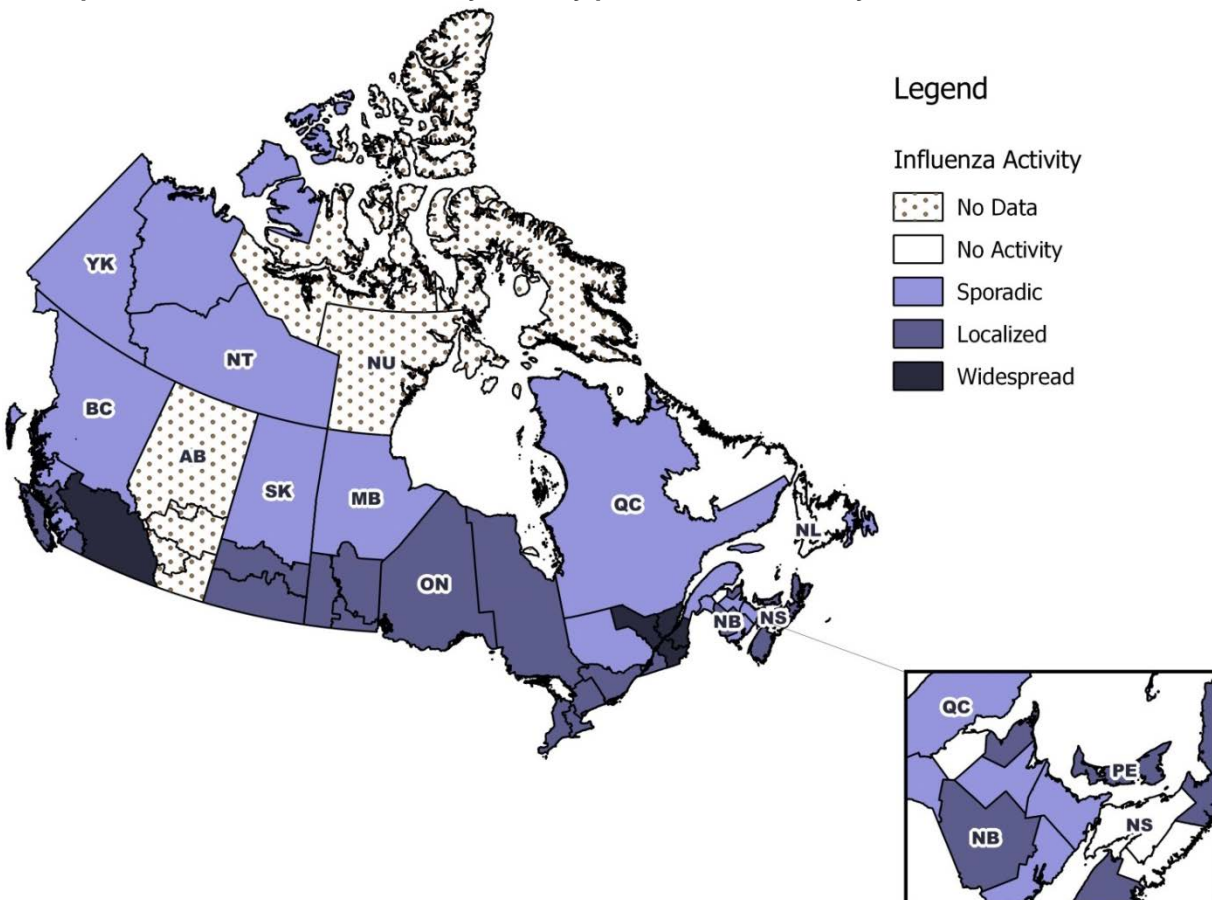 Legend
Influenza Activity
No Data
No Activity
Sporadic
Localized
Widespread
YK
NT
NU
BC
AB
SK
MB
QC
NL
ON
NB
NS
QC
PE
NS
NB